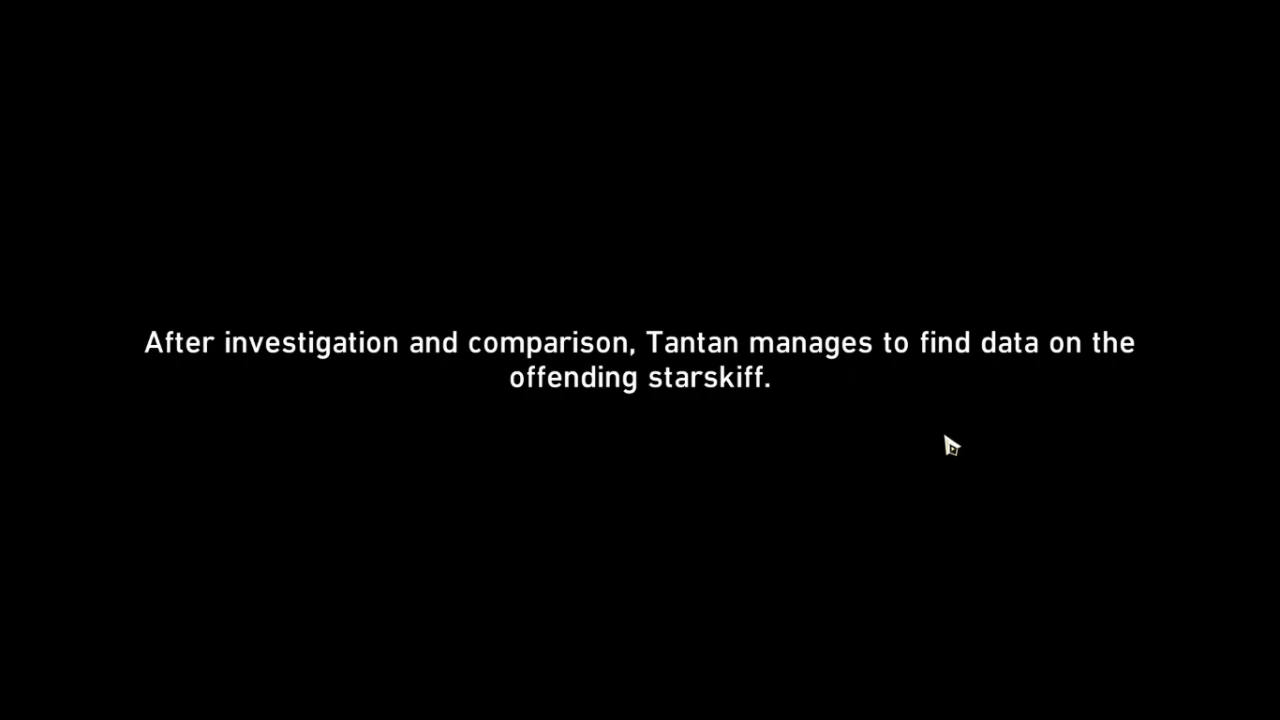 After investigation and comparison, Tantan manages to find data on the
offending starskiff.